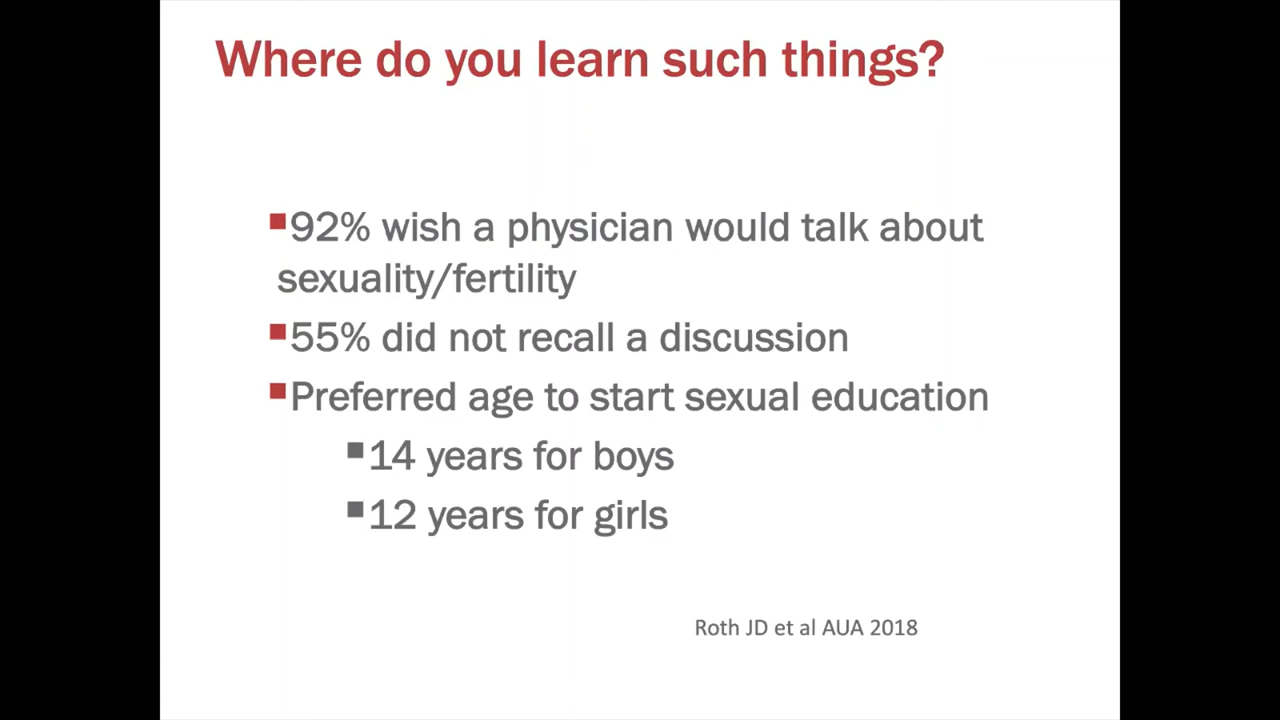 Where do you learn such things?
▪92% wish a physician would talk about
sexuality/fertility
▪55% did not recall a discussion
▪Preferred age to start sexual education
▪14 years for boys
▪12 years for girls
Roth JD et al AUA 2018